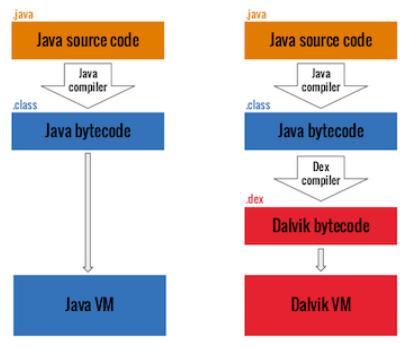 .java
Java source code
Java
compiler
.class
Java bytecode
Java VM
.java
Java source code
Java
compiler
.class
Java bytecode
Dex
compiler
.dex
Dalvik bytecode
Dalvik VM